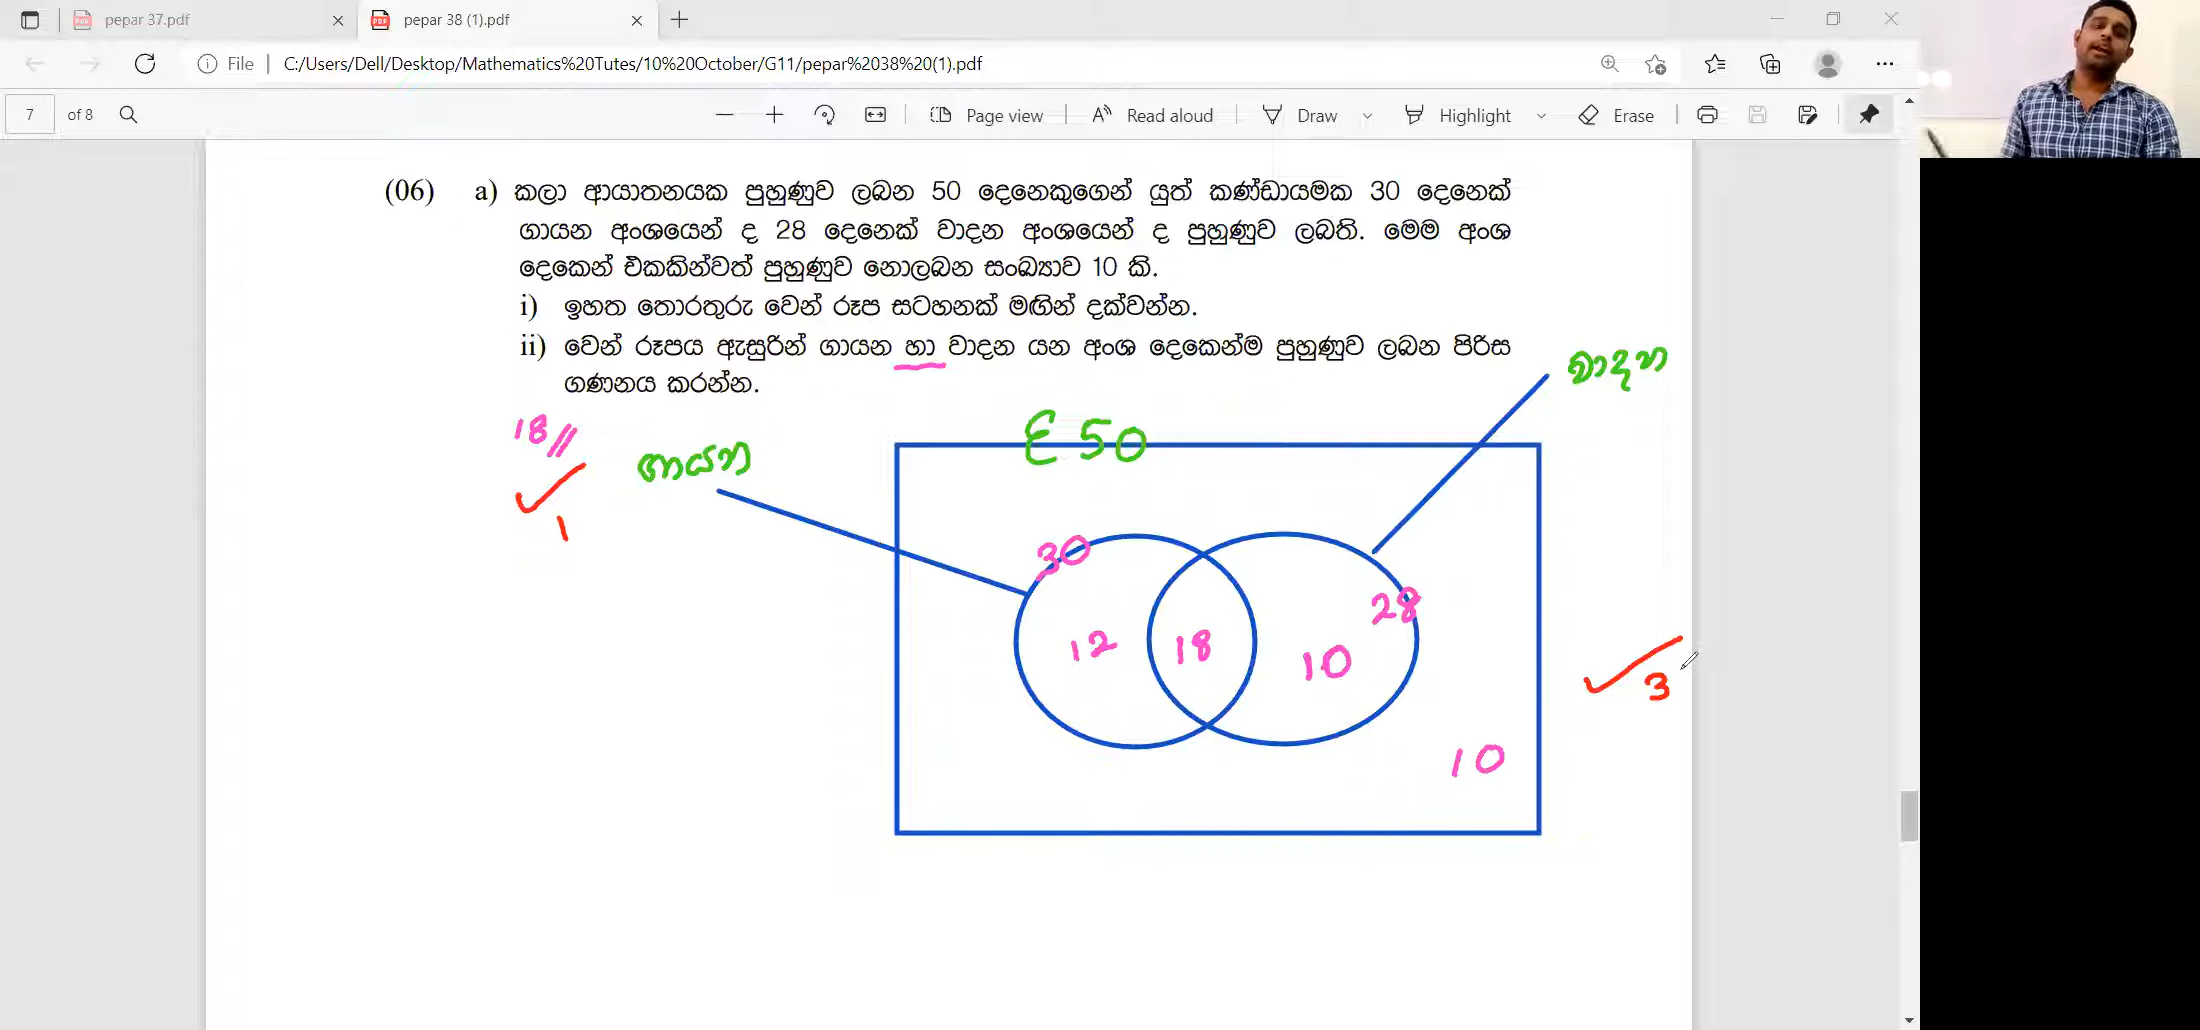 pepar 37.pdf
pepar 38 (1).pdf
File
C:/Users/Dell/Desktop/Mathematics%20Tutes/10%20October/G11/pepar%2038%20(1).pdf
7 of 8
Page view
Read aloud
Draw
Highlight
Erase
(06) a) කලා ආයාතනයක පුහුණුව ලබන 50 දෙනෙකුගෙන් යුත් කණ්ඩායමක 30 දෙනෙක්
ගායන අංශයෙන් ද 28 දෙනෙක් වාදන අංශයෙන් ද පුහුණුව ලබති. මෙම අංශ
දෙකෙන් එකකින්වත් පුහුණුව නොලබන සංඛ්‍යාව 10 කි.
i) ඉහත තොරතුරු වෙන් රූප සටහනක් මඟින් දක්වන්න.
ii) වෙන් රූපය ඇසුරින් ගායන හා වාදන යන අංශ දෙකෙන්ම පුහුණුව ලබන පිරිස
ගණනය කරන්න.
වාදන
18//
1
ගායන
ε 50
30
28
12
18
10
3
10